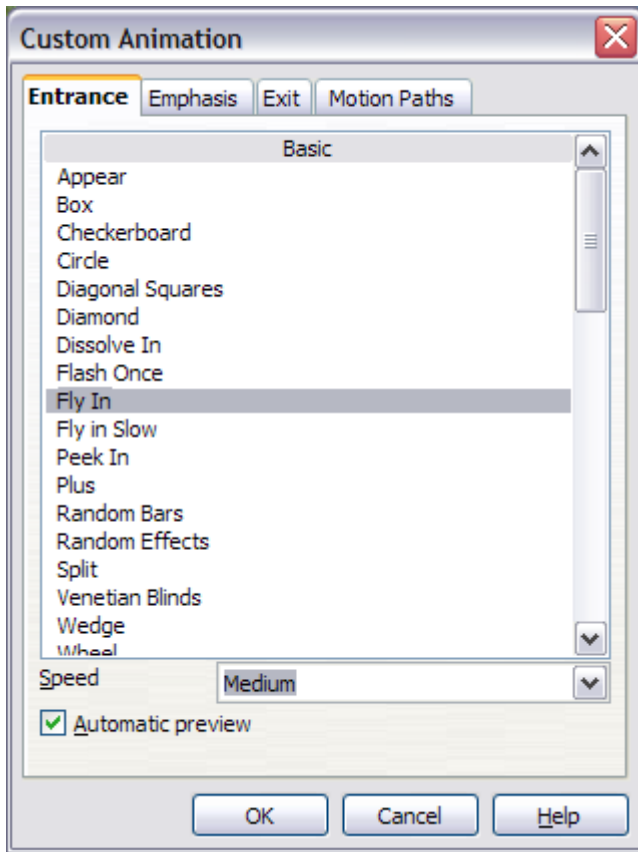 Custom Animation
Entrance Emphasis Exit Motion Paths
Basic
Appear
Box
Checkerboard
Circle
Diagonal Squares
Diamond
Dissolve In
Flash Once
Fly In
Fly in Slow
Peek In
Plus
Random Bars
Random Effects
Split
Venetian Blinds
Wedge
Wheel
Speed Medium
Automatic preview
OK Cancel Help